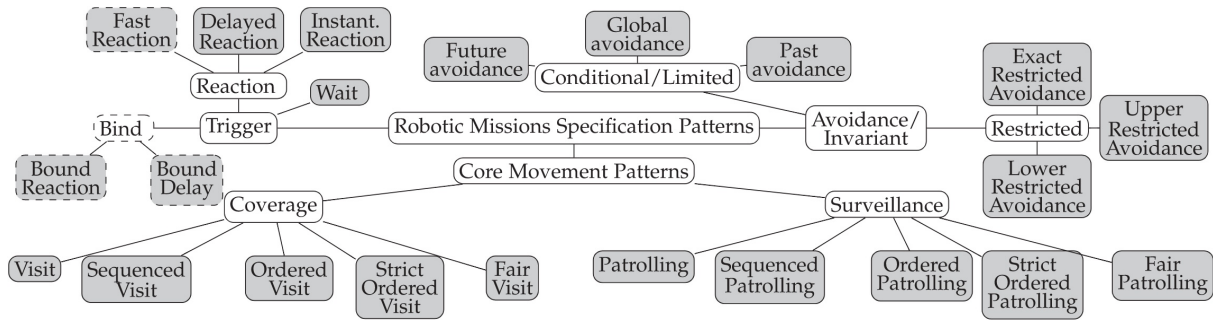 Fast
Reaction
Delayed
Reaction
Instant.
Reaction
Reaction
Wait
Bind
Trigger
Bound
Reaction
Bound
Delay
Future
avoidance
Global
avoidance
Past
avoidance
Conditional/Limited
Robotic Missions Specification Patterns
Avoidance/
Invariant
Exact
Restricted
Avoidance
Restricted
Upper
Restricted
Avoidance
Lower
Restricted
Avoidance
Core Movement Patterns
Coverage
Surveillance
Visit
Sequenced
Visit
Ordered
Visit
Strict
Ordered
Visit
Fair
Visit
Patrolling
Sequenced
Patrolling
Ordered
Patrolling
Strict
Ordered
Patrolling
Fair
Patrolling